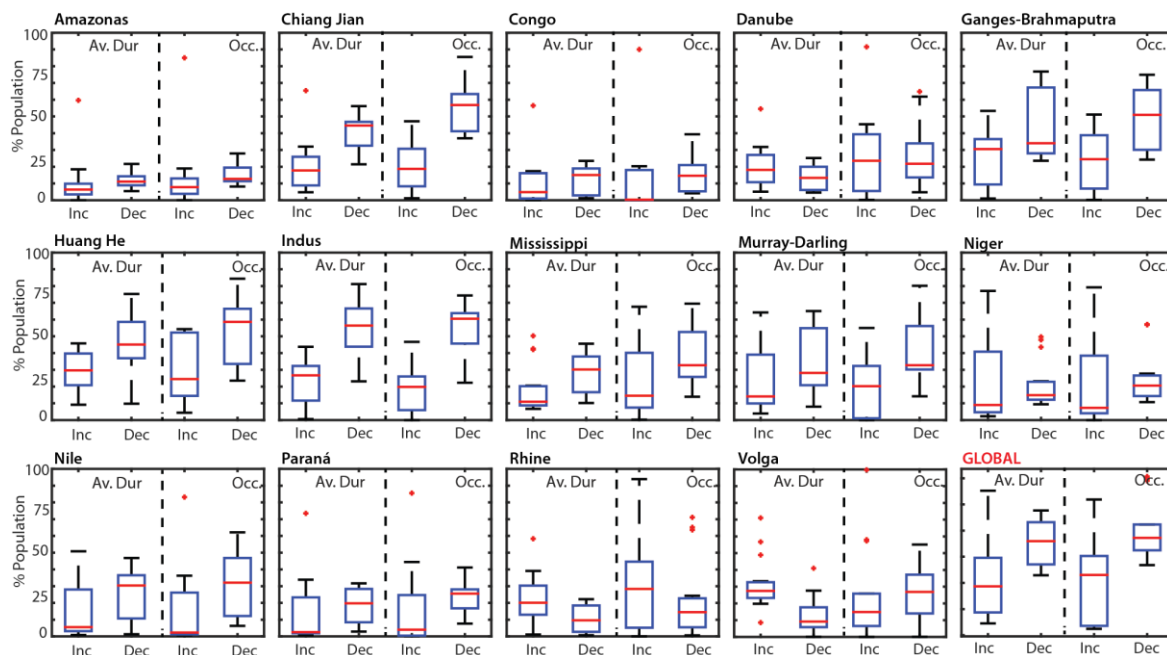 Amazonas Chiang Jian Congo Danube Ganges-Brahmaputra
100 Av. Dur Occ. Av. Dur Occ. Av. Dur Occ. Av. Dur Occ. Av. Dur Occ.
75
% Population
50
25
0
Inc Dec Inc Dec Inc Dec Inc Dec Inc Dec Inc Dec Inc Dec Inc Dec Inc Dec Inc Dec
Huang He Indus Mississippi Murray-Darling Niger
100 Av. Dur Occ. Av. Dur Occ. Av. Dur Occ. Av. Dur Occ. Av. Dur Occ.
75
% Population
50
25
0
Inc Dec Inc Dec Inc Dec Inc Dec Inc Dec Inc Dec Inc Dec Inc Dec Inc Dec Inc Dec
Nile Paraná Rhine Volga GLOBAL
100 Av. Dur Occ. Av. Dur Occ. Av. Dur Occ. Av. Dur Occ. Av. Dur Occ.
75
% Population
50
25
0
Inc Dec Inc Dec Inc Dec Inc Dec Inc Dec Inc Dec Inc Dec Inc Dec Inc Dec Inc Dec